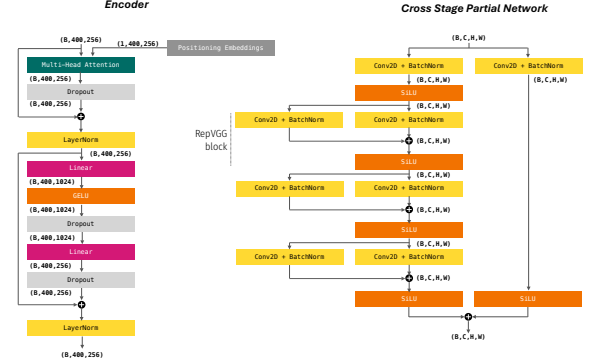 Encoder
(B,400,256)
(1,400,256)
Positioning Embeddings
Multi-Head Attention
(B,400,256)
Dropout
(B,400,256)
LayerNorm
(B,400,256)
Linear
(B,400,1024)
GELU
(B,400,1024)
Dropout
(B,400,1024)
Linear
(B,400,256)
Dropout
(B,400,256)
LayerNorm
(B,400,256)
Cross Stage Partial Network
(B,C,H,W)
Conv2D + BatchNorm
Conv2D + BatchNorm
(B,C,H,W)
(B,C,H,W)
SiLU
(B,C,H,W)
RepVGG
block
Conv2D + BatchNorm
Conv2D + BatchNorm
(B,C,H,W)
SiLU
(B,C,H,W)
Conv2D + BatchNorm
Conv2D + BatchNorm
(B,C,H,W)
SiLU
(B,C,H,W)
Conv2D + BatchNorm
Conv2D + BatchNorm
(B,C,H,W)
SiLU
SiLU
(B,C,H,W)